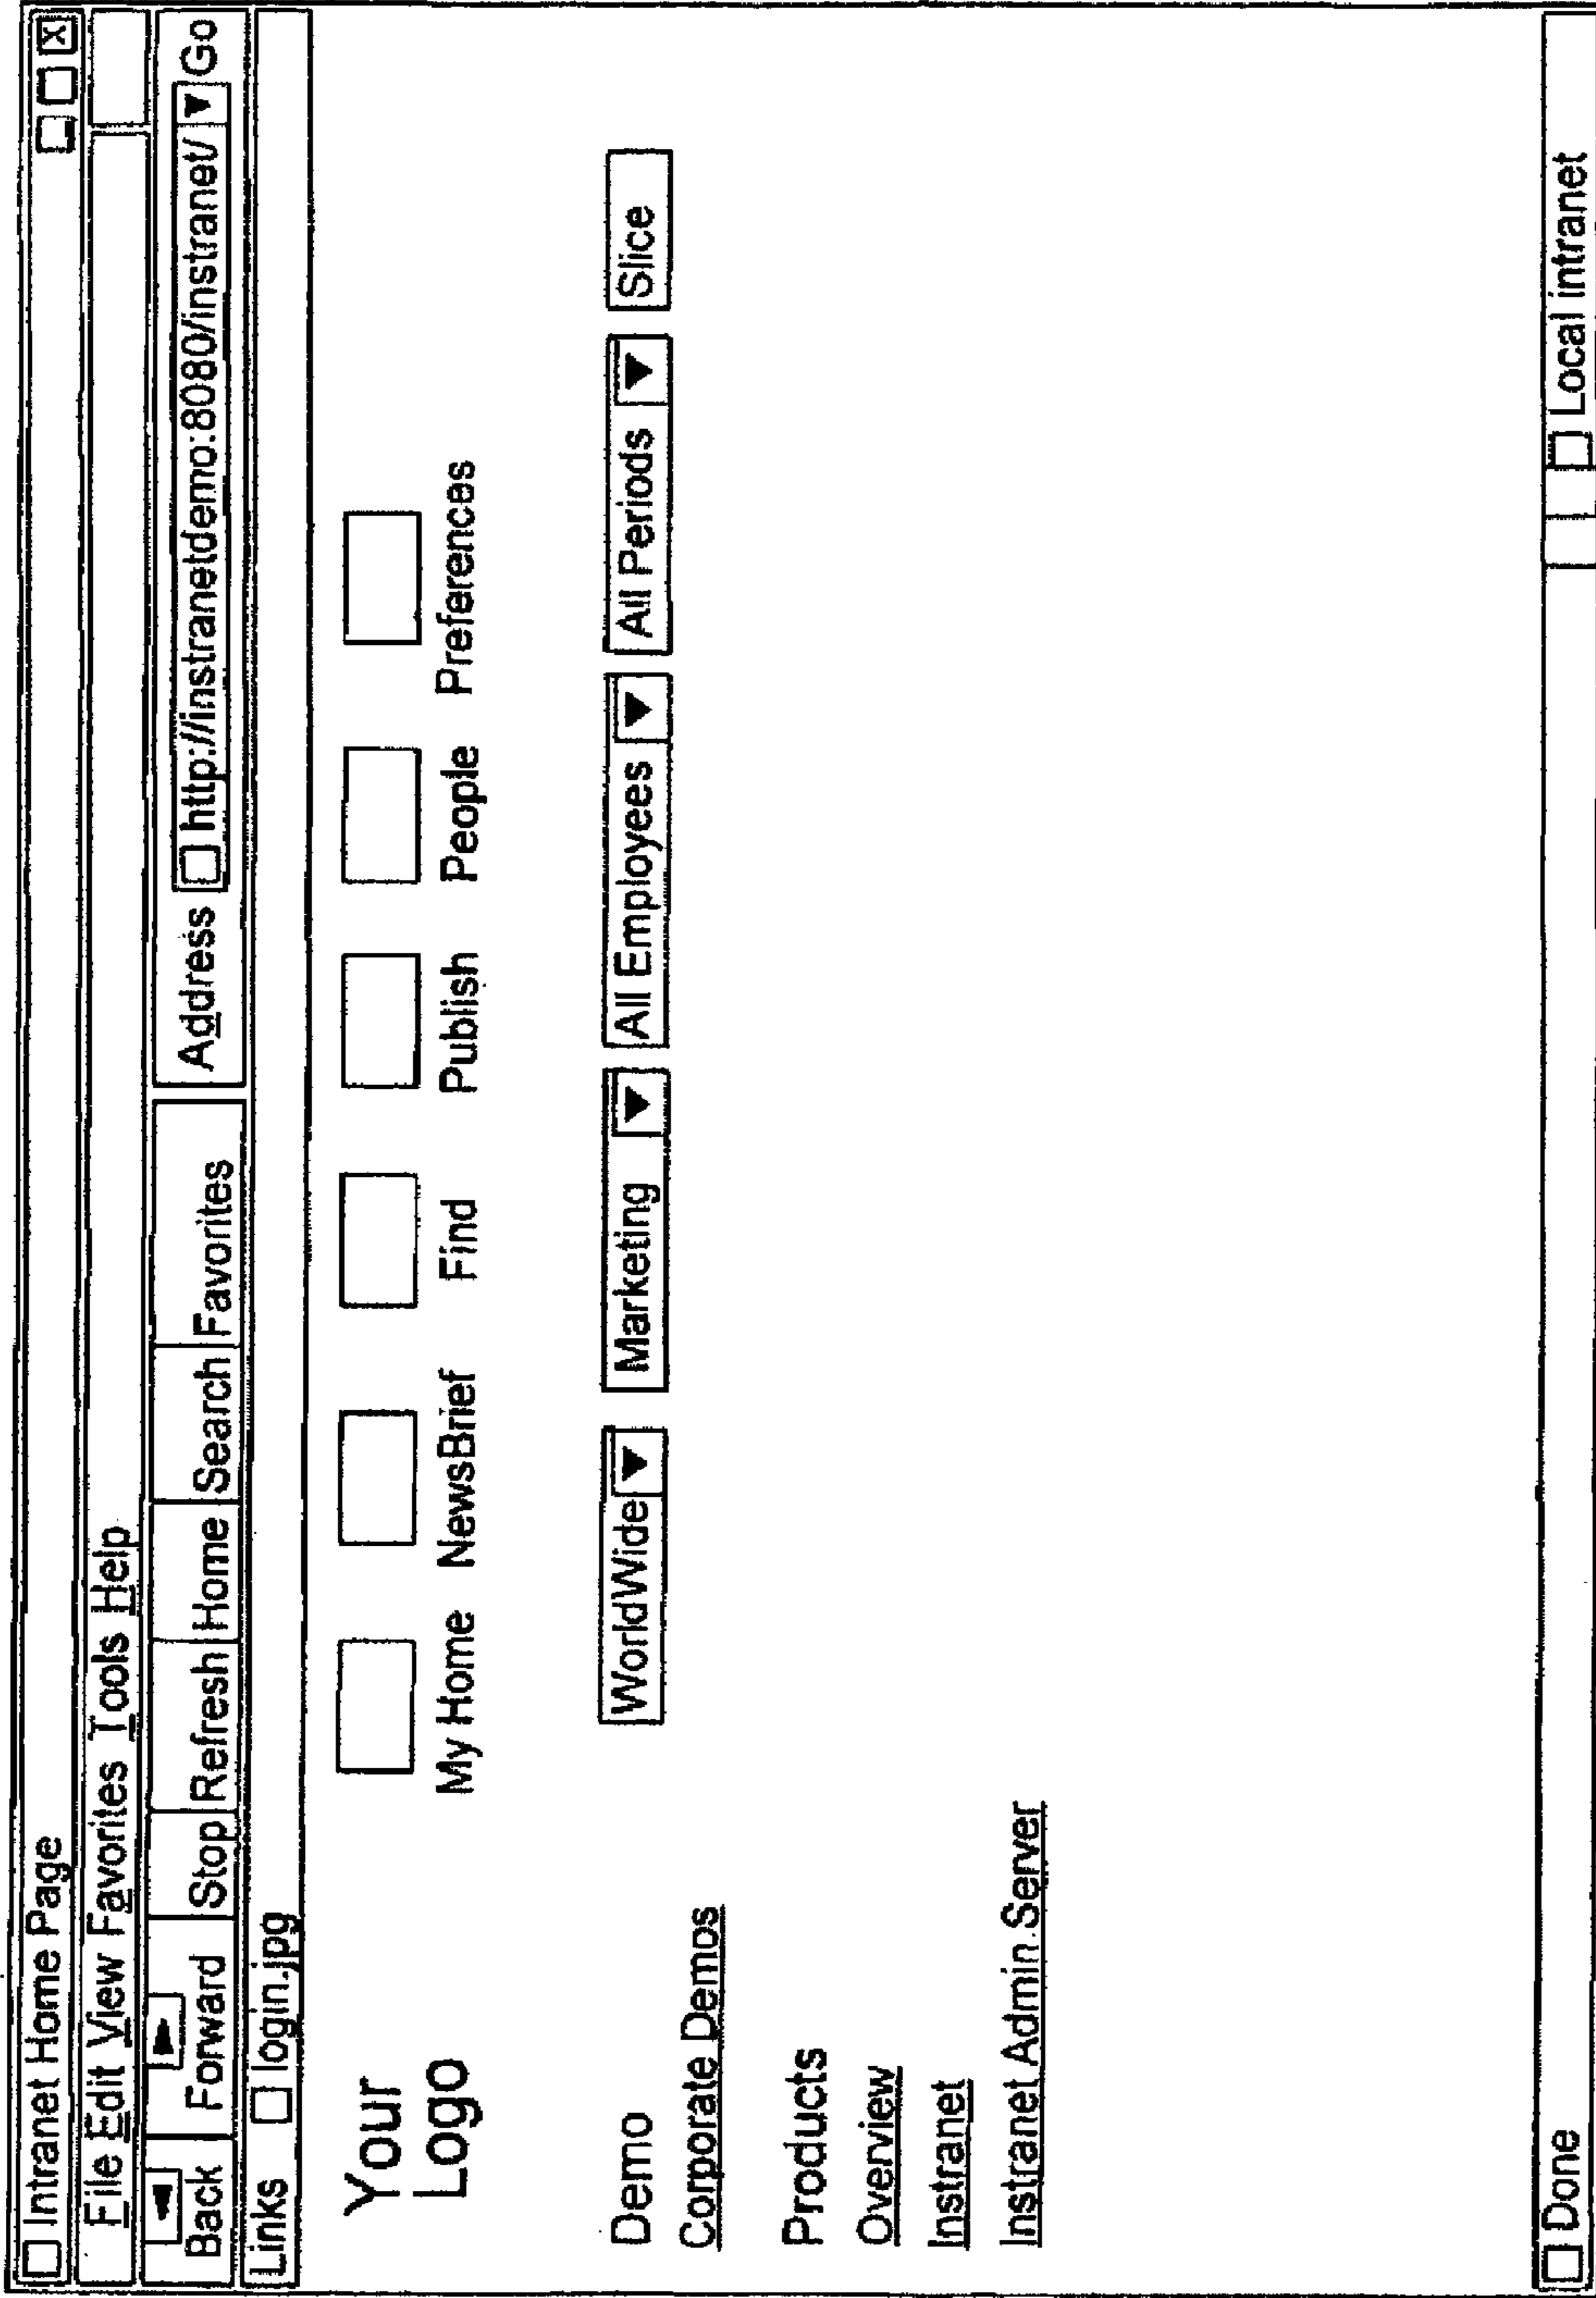 Intranet Home Page X
File Edit View Favorites Tools Help
Back Forward Stop Refresh Home Search Favorites Address http://instranetdemo:8080/instranet/ Go
Links login.jpg
Your
Logo
My Home NewsBrief Find Publish People Preferences
WorldWide Marketing All Employees All Periods Slice
Demo
Corporate Demos
Products
Overview
Instranet
Instranet Admin Server
Done Local intranet